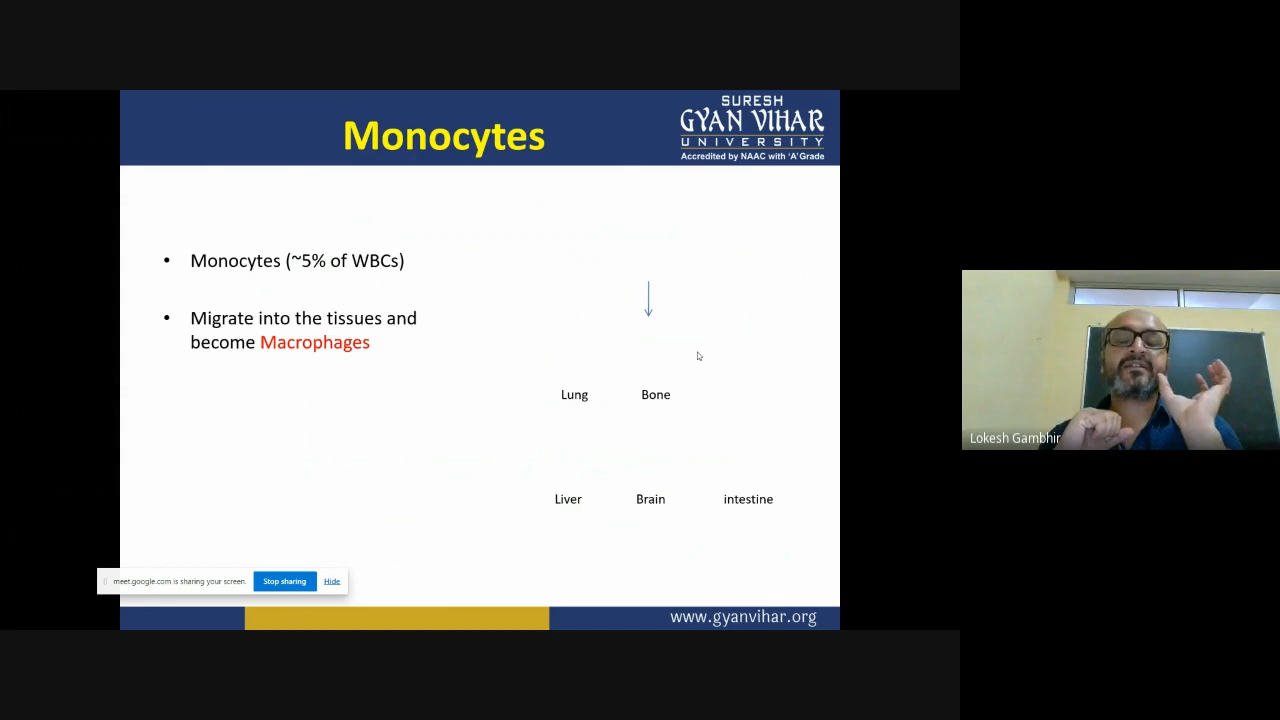 Monocytes
SURESH
GYAN VIHAR
UNIVERSITY
Accredited by NAAC with 'A' Grade
• Monocytes (~5% of WBCs)
• Migrate into the tissues and
become Macrophages
Lung
Bone
Liver
Brain
intestine
Lokesh Gambhir
meet.google.com is sharing your screen.
Stop sharing
Hide
www.gyanvihar.org